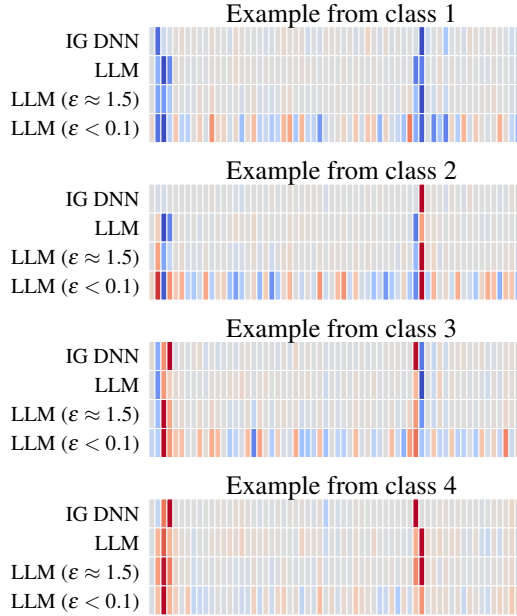 Example from class 1
IG DNN
LLM
LLM (ε ≈ 1.5)
LLM (ε < 0.1)
Example from class 2
IG DNN
LLM
LLM (ε ≈ 1.5)
LLM (ε < 0.1)
Example from class 3
IG DNN
LLM
LLM (ε ≈ 1.5)
LLM (ε < 0.1)
Example from class 4
IG DNN
LLM
LLM (ε ≈ 1.5)
LLM (ε < 0.1)